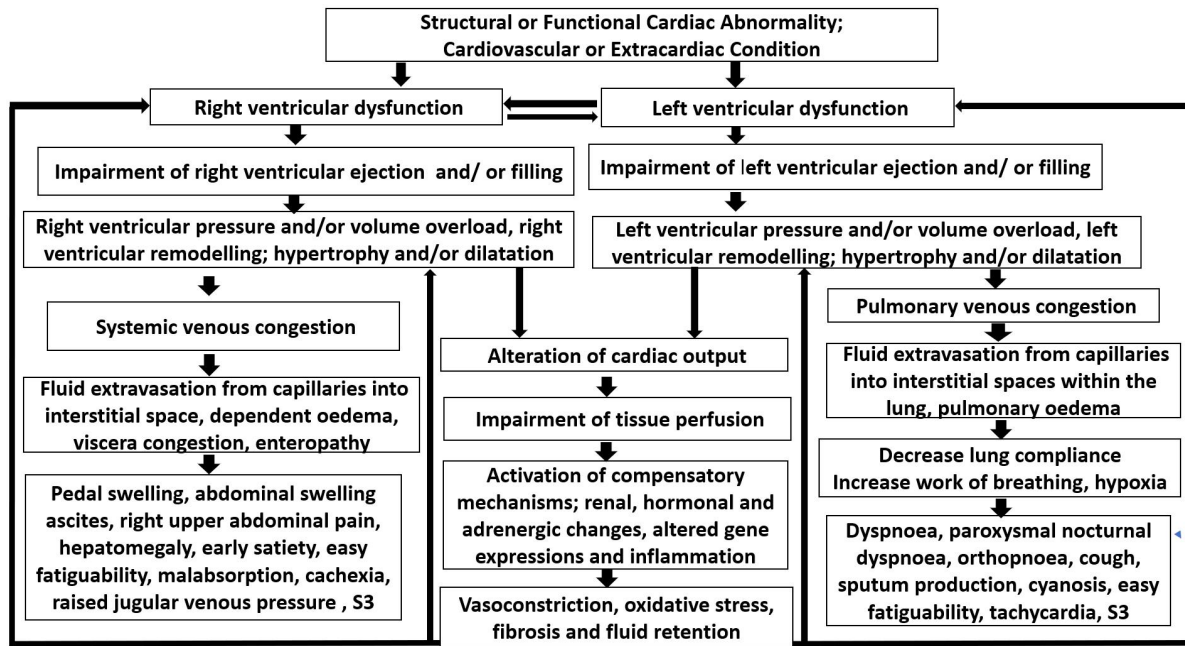 Structural or Functional Cardiac Abnormality;
Cardiovascular or Extracardiac Condition
Right ventricular dysfunction
Left ventricular dysfunction
Impairment of right ventricular ejection and/ or filling
Impairment of left ventricular ejection and/ or filling
Right ventricular pressure and/or volume overload, right
ventricular remodelling; hypertrophy and/or dilatation
Left ventricular pressure and/or volume overload, left
ventricular remodelling; hypertrophy and/or dilatation
Systemic venous congestion
Fluid extravasation from capillaries into
interstitial space, dependent oedema,
viscera congestion, enteropathy
Pedal swelling, abdominal swelling
ascites, right upper abdominal pain,
hepatomegaly, early satiety, easy
fatiguability, malabsorption, cachexia,
raised jugular venous pressure , S3
Alteration of cardiac output
Impairment of tissue perfusion
Activation of compensatory
mechanisms; renal, hormonal and
adrenergic changes, altered gene
expressions and inflammation
Vasoconstriction, oxidative stress,
fibrosis and fluid retention
Pulmonary venous congestion
Fluid extravasation from capillaries
into interstitial spaces within the
lung, pulmonary oedema
Decrease lung compliance
Increase work of breathing, hypoxia
Dyspnoea, paroxysmal nocturnal
dyspnoea, orthopnoea, cough,
sputum production, cyanosis, easy
fatiguability, tachycardia, S3